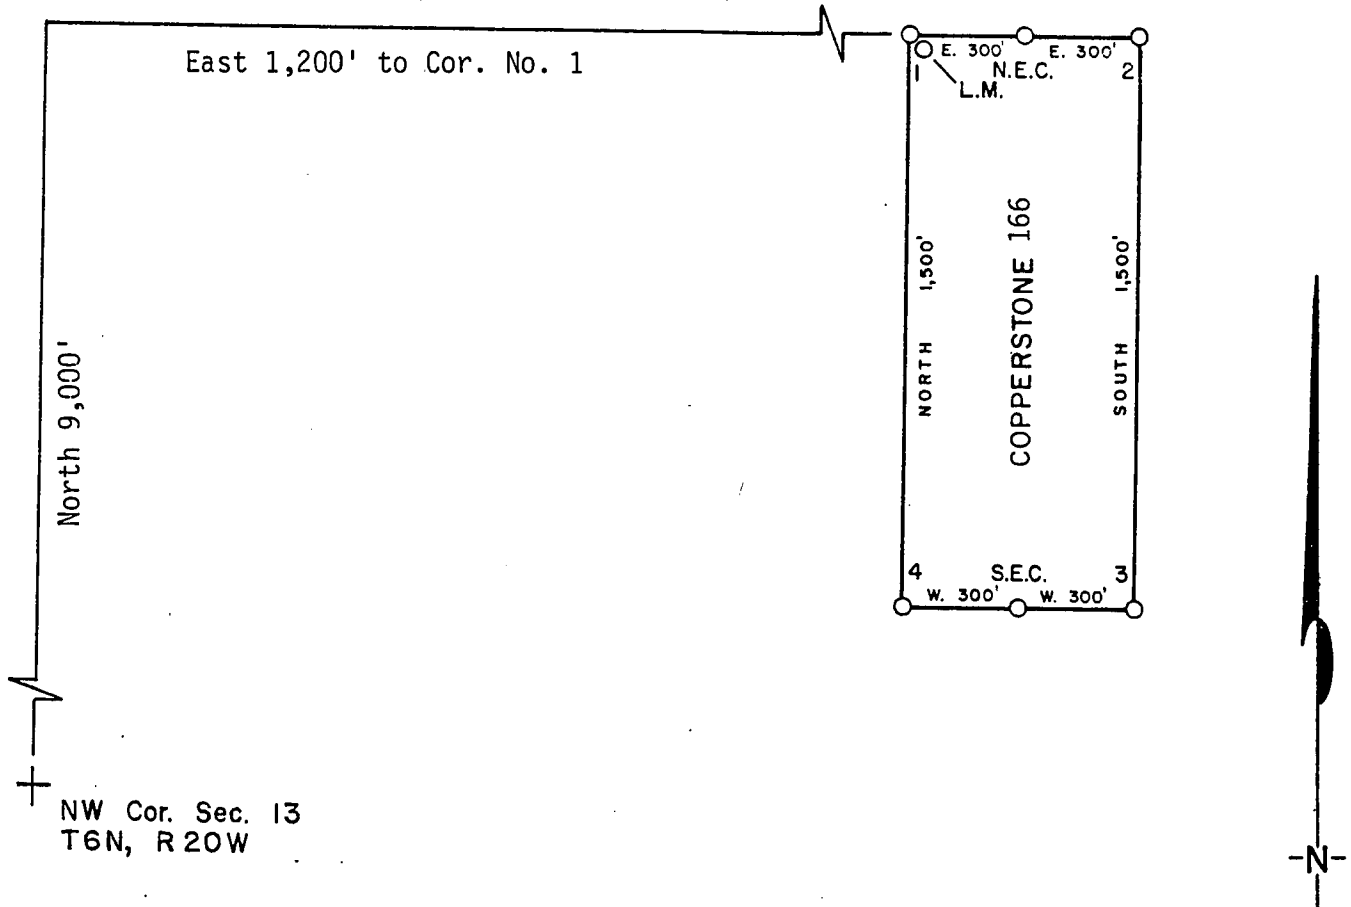 East 1,200' to Cor. No. 1
E. 300' E. 300'
1 N.E.C. 2
L.M.
North 9,000'
NORTH 1,500'
COPPERSTONE 166
SOUTH 1,500'
4 S.E.C. 3
W. 300' W. 300'
NW Cor. Sec. 13
T6N, R20W
-N-